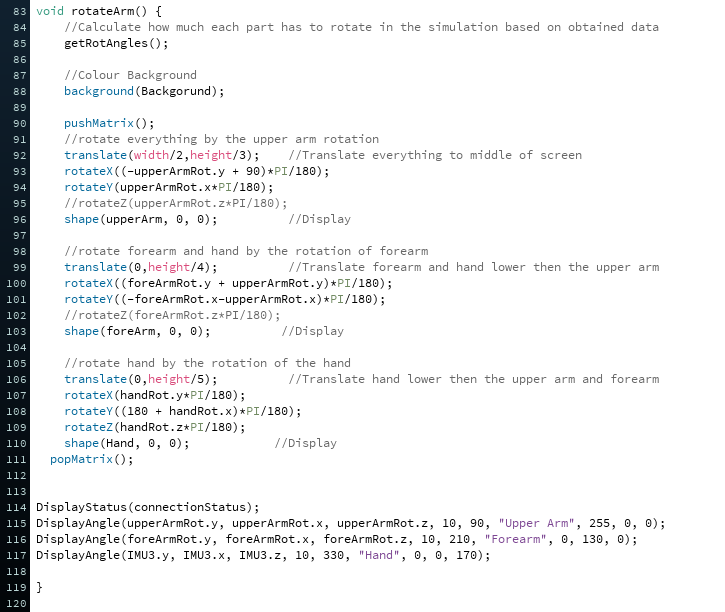 83 void rotateArm() {
84     //Calculate how much each part has to rotate in the simulation based on obtained data
85     getRotAngles();
86
87     //Colour Background
88     background(Backgorund);
89
90     pushMatrix();
91     //rotate everything by the upper arm rotation
92     translate(width/2,height/3);    //Translate everything to middle of screen
93     rotateX((-upperArmRot.y + 90)*PI/180);
94     rotateY(upperArmRot.x*PI/180);
95     //rotateZ(upperArmRot.z*PI/180);
96     shape(upperArm, 0, 0);          //Display
97
98     //rotate forearm and hand by the rotation of forearm
99     translate(0,height/4);          //Translate forearm and hand lower then the upper arm
100     rotateX((foreArmRot.y + upperArmRot.y)*PI/180);
101     rotateY((-foreArmRot.x-upperArmRot.x)*PI/180);
102     //rotateZ(foreArmRot.z*PI/180);
103     shape(foreArm, 0, 0);          //Display
104
105     //rotate hand by the rotation of the hand
106     translate(0,height/5);          //Translate hand lower then the upper arm and forearm
107     rotateX(handRot.y*PI/180);
108     rotateY((180 + handRot.x)*PI/180);
109     rotateZ(handRot.z*PI/180);
110     shape(Hand, 0, 0);            //Display
111   popMatrix();
112
113
114 DisplayStatus(connectionStatus);
115 DisplayAngle(upperArmRot.y, upperArmRot.x, upperArmRot.z, 10, 90, "Upper Arm", 255, 0, 0);
116 DisplayAngle(foreArmRot.y, foreArmRot.x, foreArmRot.z, 10, 210, "Forearm", 0, 130, 0);
117 DisplayAngle(IMU3.y, IMU3.x, IMU3.z, 10, 330, "Hand", 0, 0, 170);
118
119 }
120